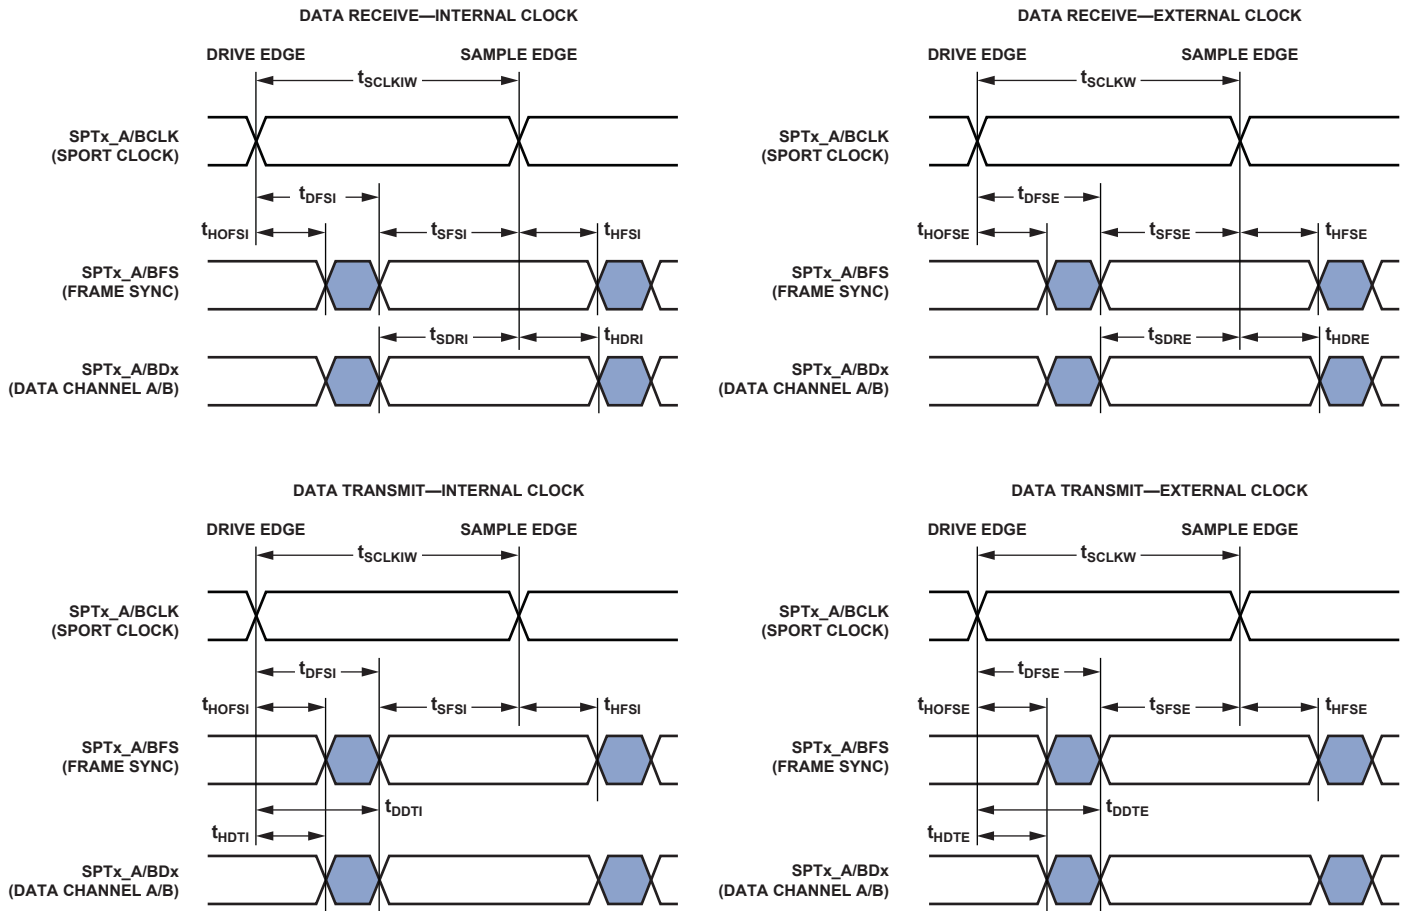 DATA RECEIVE—INTERNAL CLOCK
DRIVE EDGE
SAMPLE EDGE
tSCLKIW
SPTx_A/BCLK
(SPORT CLOCK)
tDFSI
tHOFSI
tSFSI
tHFSI
SPTx_A/BFS
(FRAME SYNC)
tSDRI
tHDRI
SPTx_A/BDx
(DATA CHANNEL A/B)
DATA RECEIVE—EXTERNAL CLOCK
DRIVE EDGE
SAMPLE EDGE
tSCLKW
SPTx_A/BCLK
(SPORT CLOCK)
tDFSE
tHOFSE
tSFSE
tHFSE
SPTx_A/BFS
(FRAME SYNC)
tSDRE
tHDRE
SPTx_A/BDx
(DATA CHANNEL A/B)
DATA TRANSMIT—INTERNAL CLOCK
DRIVE EDGE
SAMPLE EDGE
tSCLKIW
SPTx_A/BCLK
(SPORT CLOCK)
tDFSI
tHOFSI
tSFSI
tHFSI
SPTx_A/BFS
(FRAME SYNC)
tDDTI
tHDTI
SPTx_A/BDx
(DATA CHANNEL A/B)
DATA TRANSMIT—EXTERNAL CLOCK
DRIVE EDGE
SAMPLE EDGE
tSCLKW
SPTx_A/BCLK
(SPORT CLOCK)
tDFSE
tHOFSE
tSFSE
tHFSE
SPTx_A/BFS
(FRAME SYNC)
tDDTE
tHDTE
SPTx_A/BDx
(DATA CHANNEL A/B)